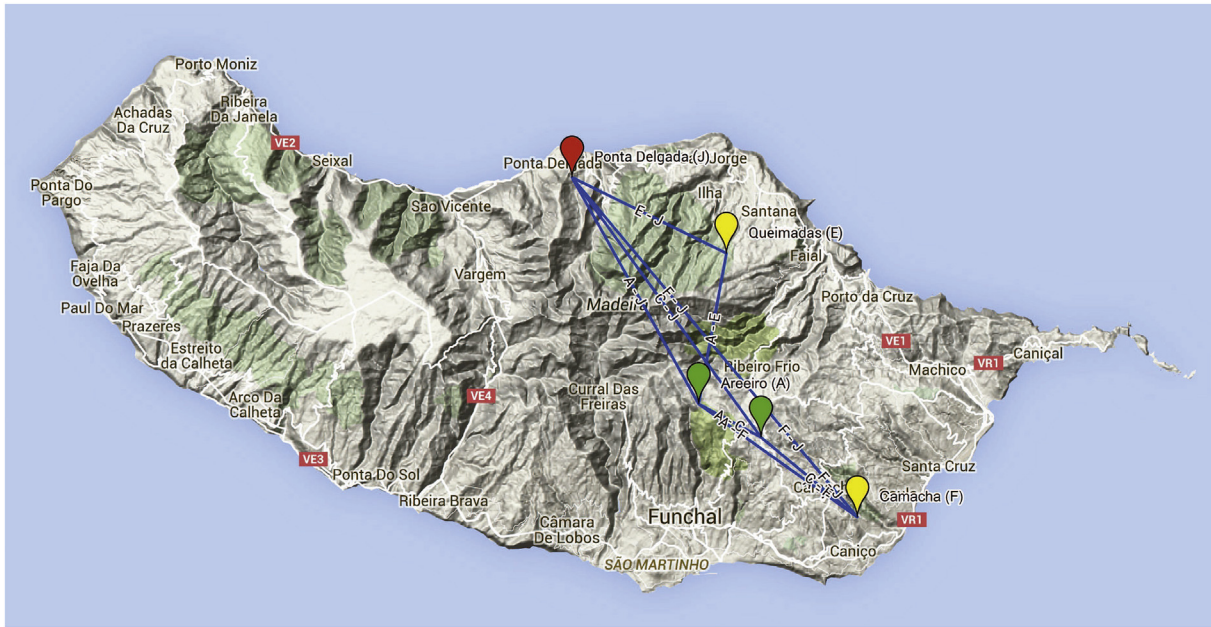 Porto Moniz
Achadas
Da Cruz
Ribeira
Da Janela
VE2
Seixal
Ponta Delgada
Ponta Delgada (J)
Jorge
Ponta Do
Pargo
Sao Vicente
Ilha
Santana
E - J
Queimadas (E)
Faial
Faja Da
Ovelha
Vargem
Paul Do Mar
Prazeres
Madeira
A - J
C - J
F - J
A - E
Porto da Cruz
Estreito
da Calheta
VE1
Caniçal
VR1
Machico
Ribeiro Frio
Areeiro (A)
Curral Das
Freiras
VE4
Arco Da
Calheta
A - C
A - F
F - J
VE3
Ponta Do Sol
Santa Cruz
F - J
C - F
Camacha (F)
Ribeira Brava
Câmara
De Lobos
Funchal
VR1
Caniço
SÃO MARTINHO